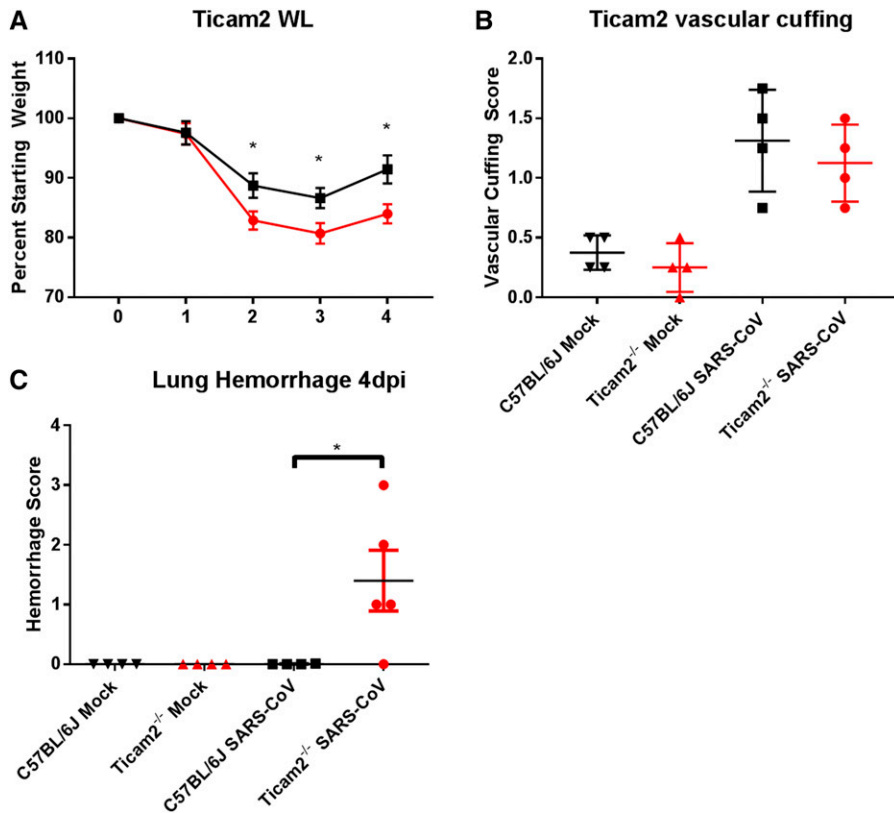 A
Ticam2 WL
Percent Starting Weight
110
100
90
80
70
*
*
*
0 1 2 3 4
B
Ticam2 vascular cuffing
Vascular Cuffing Score
2.0
1.5
1.0
0.5
0.0
C57BL/6J Mock
Ticam2-/- Mock
C57BL/6J SARS-CoV
Ticam2-/- SARS-CoV
C
Lung Hemorrhage 4dpi
Hemorrhage Score
4
3
2
1
0
*
C57BL/6J Mock
Ticam2-/- Mock
C57BL/6J SARS-CoV
Ticam2-/- SARS-CoV